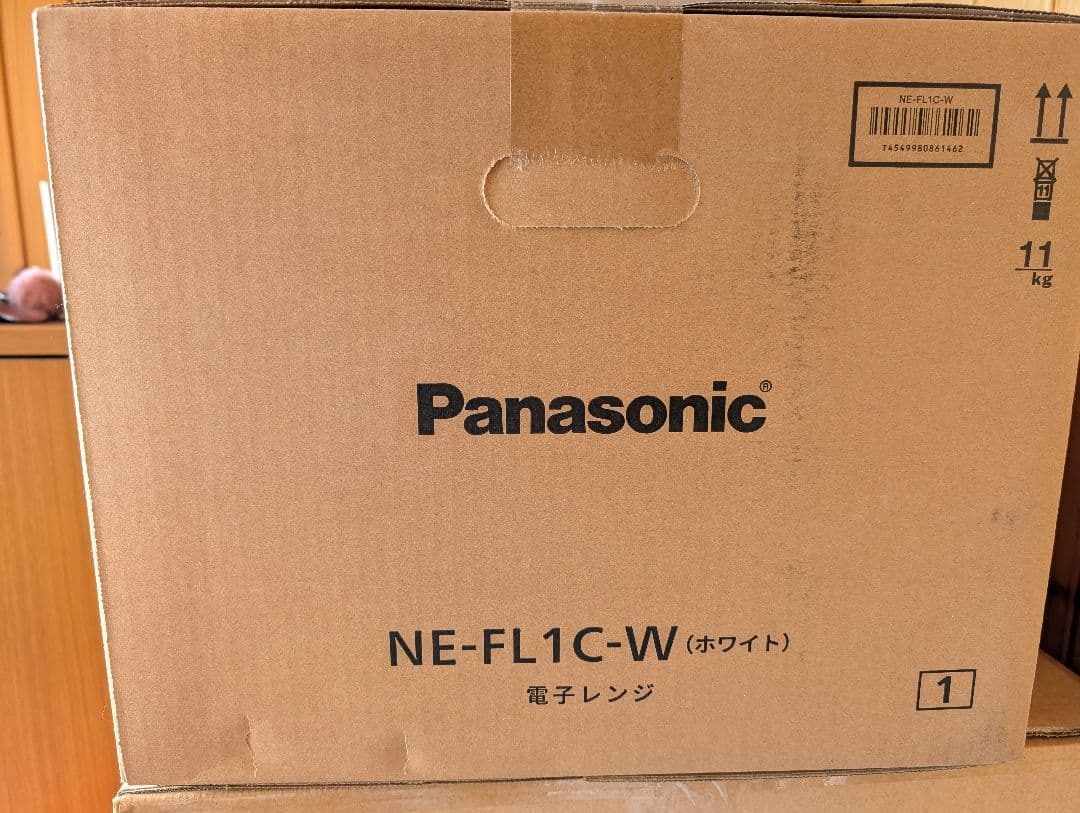 NE-FL1C-W
T4549980861462
11
11
kg
Panasonic®
NE-FL1C-W（ホワイト）
電子レンジ
1